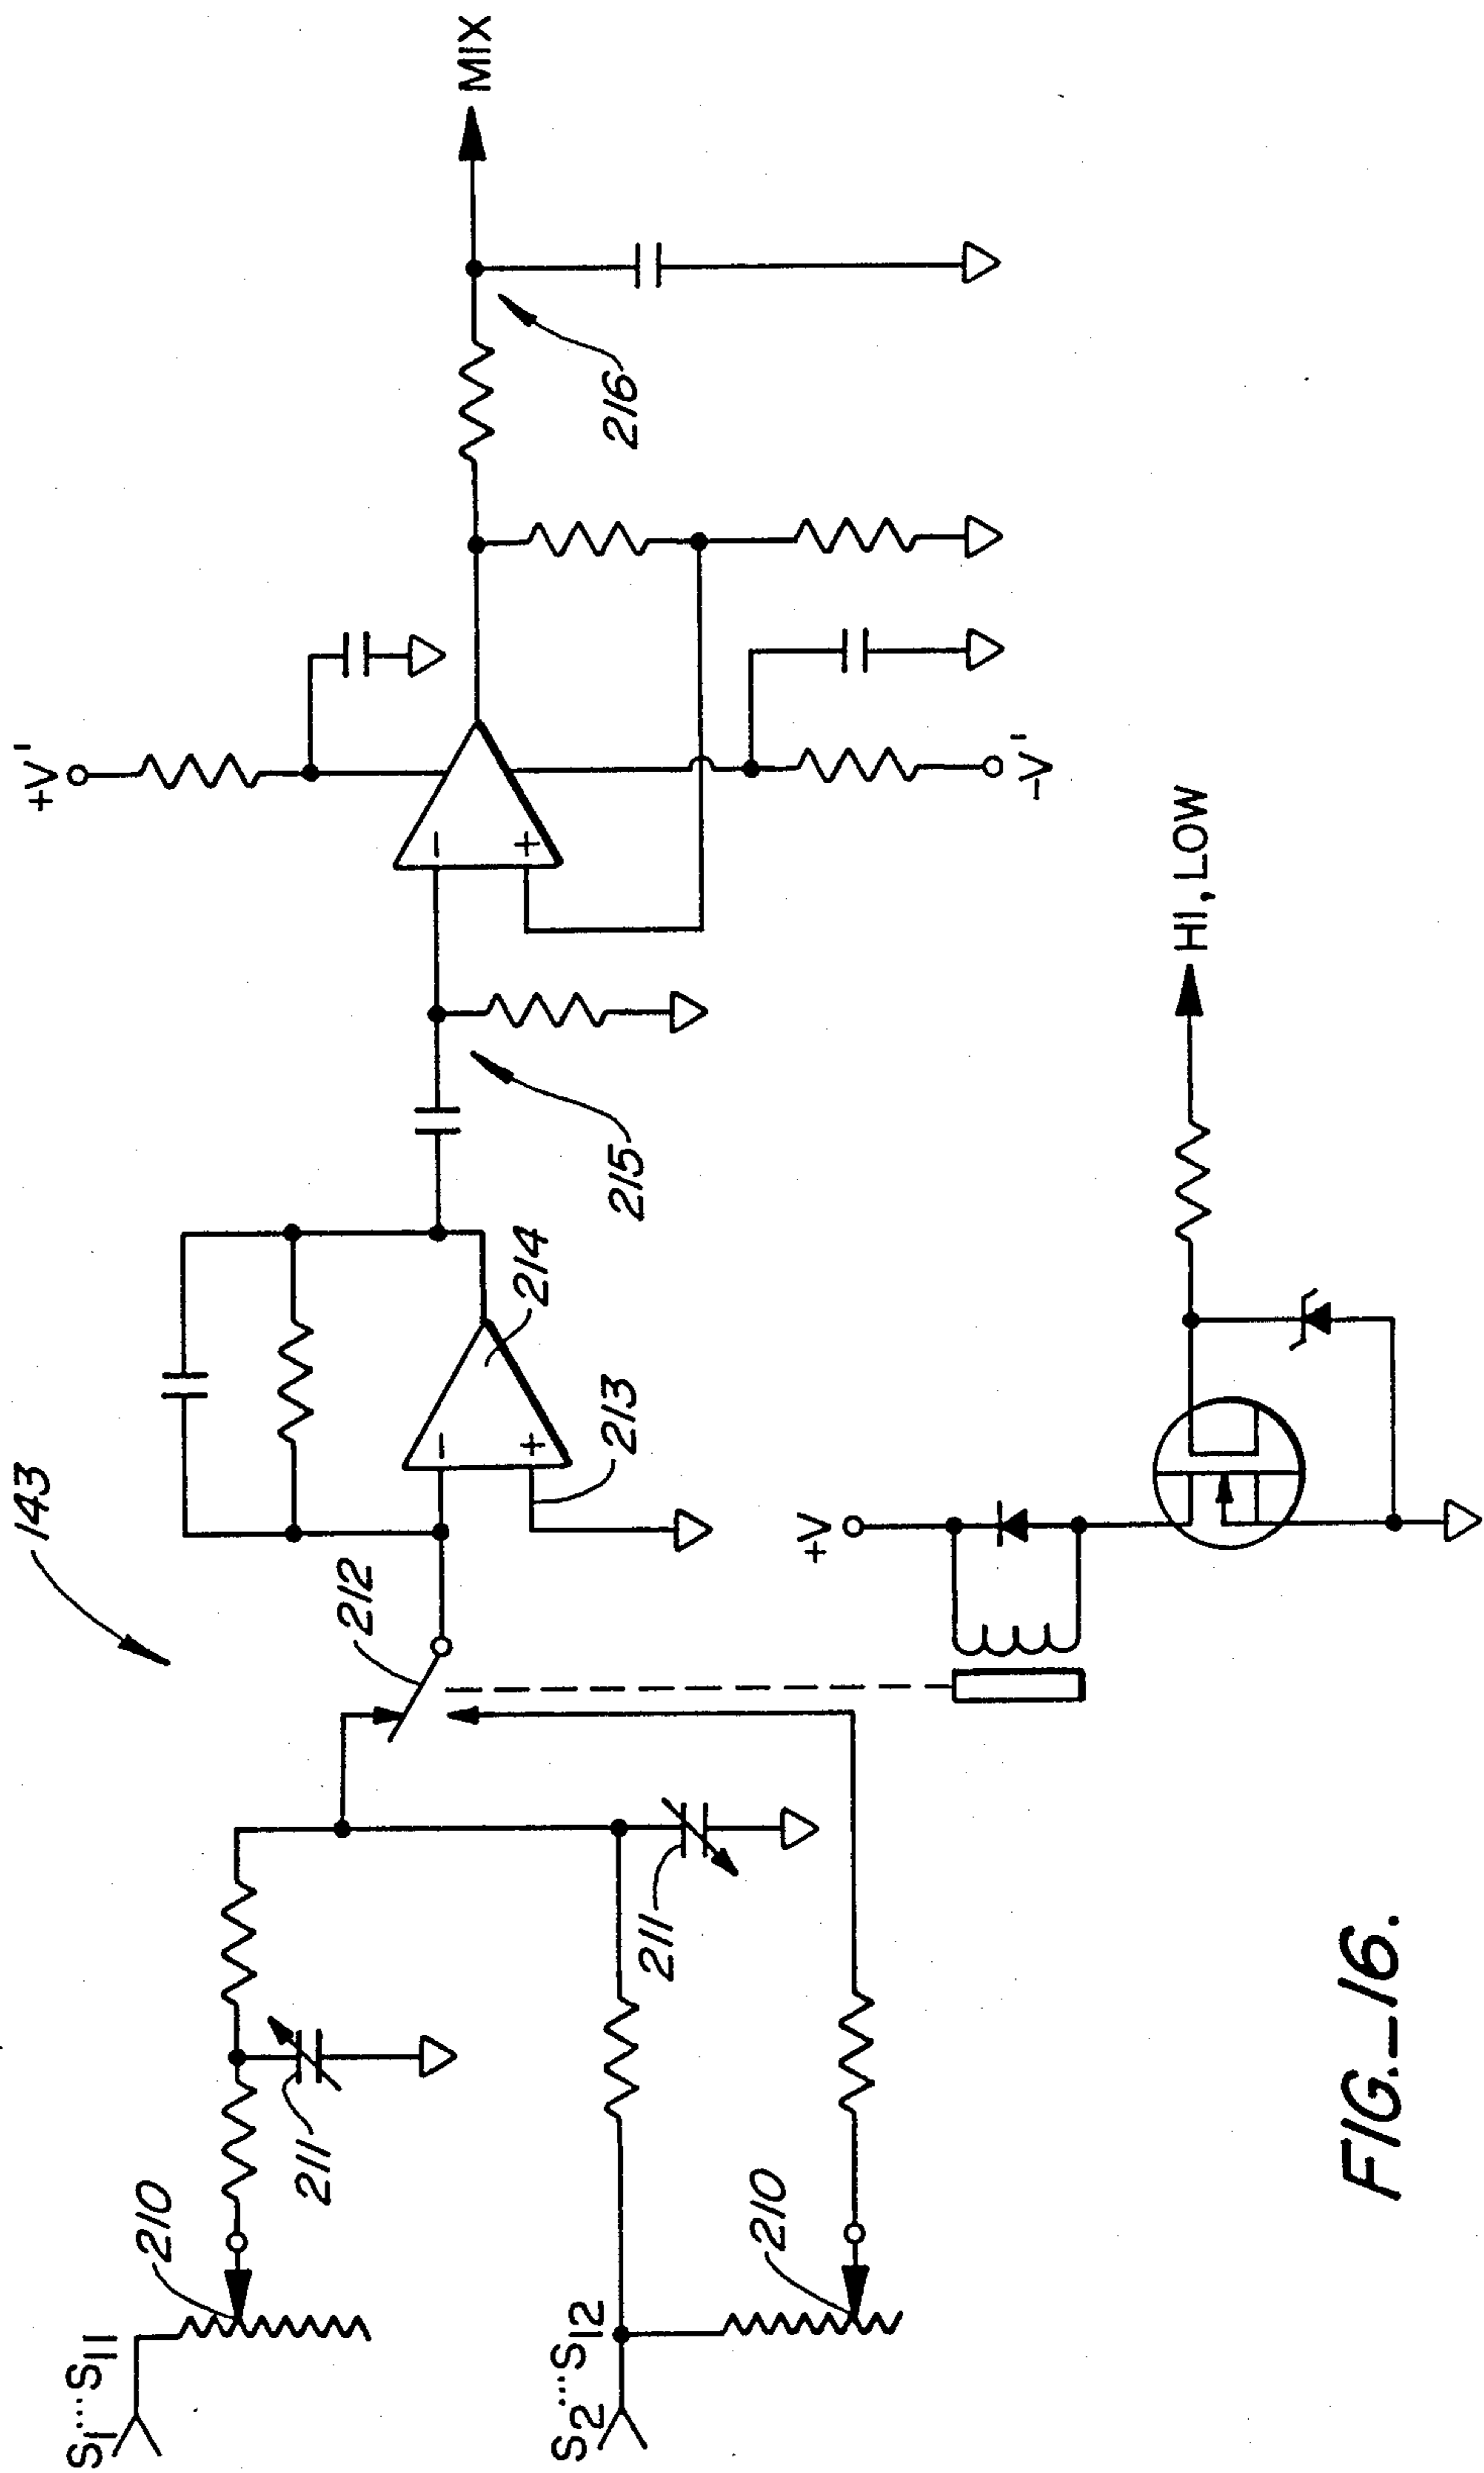 143
+V'
S1...S11
210
211
212
213
214
215
216
MIX
S2...S12
210
211
-V'
+V
HI, LOW
FIG._16.